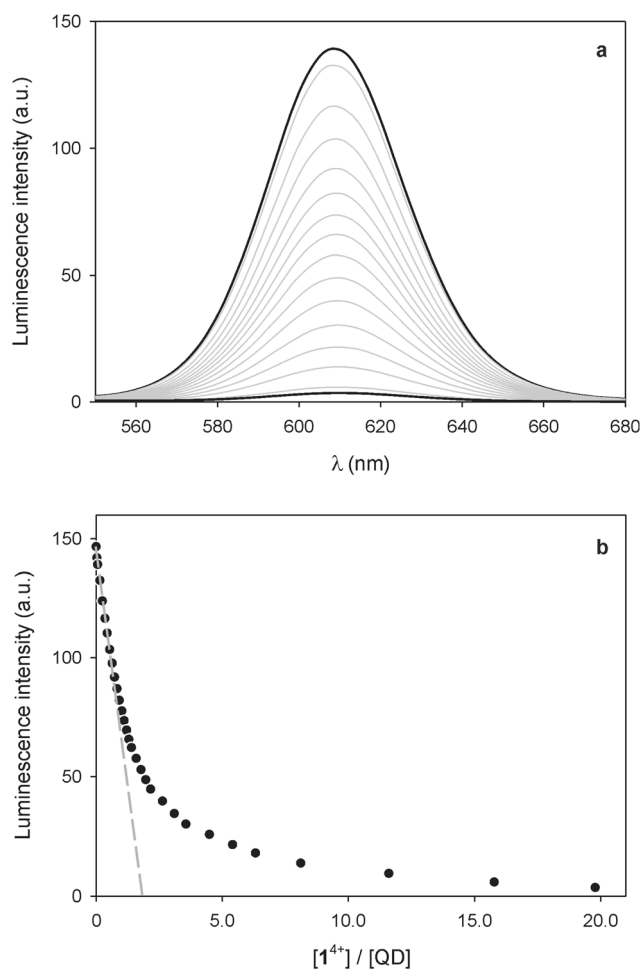 150
a
100
50
0
Luminescence intensity (a.u.)
560 580 600 620 640 660 680
λ (nm)
150
b
100
50
0
Luminescence intensity (a.u.)
0 5.0 10.0 15.0 20.0
[1⁴⁺] / [QD]